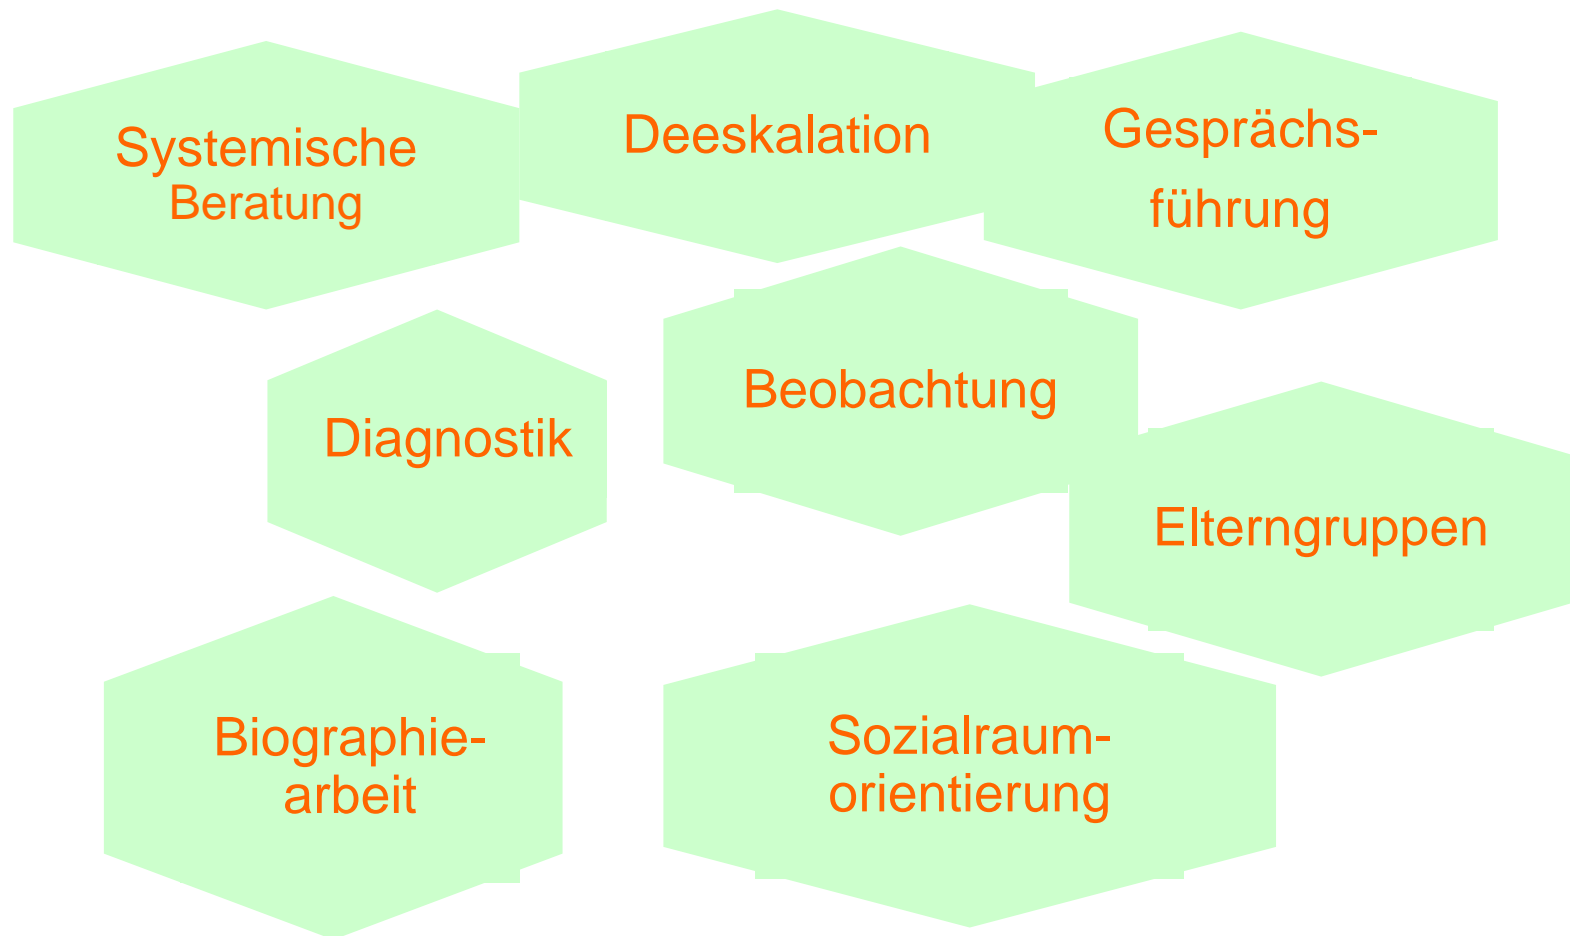 Systemische
Beratung
Deeskalation
Gesprächs-
führung
Diagnostik
Beobachtung
Elterngruppen
Biographie-
arbeit
Sozialraum-
orientierung